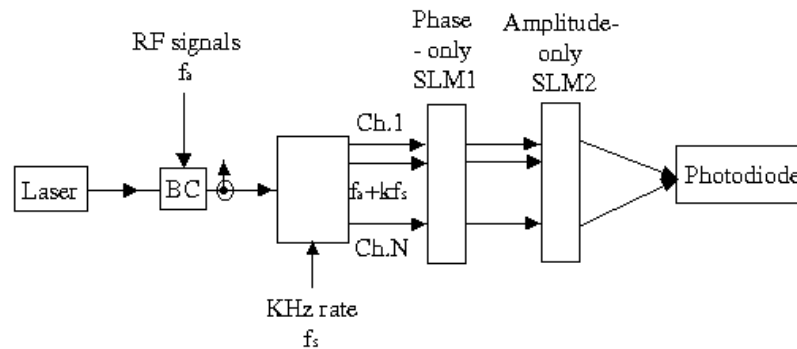 RF signals
fₐ
Phase
- only
SLM1
Amplitude-
only
SLM2
Ch.1
Laser
BC
fₐ+kfₛ
Photodiode
Ch.N
KHz rate
fₛ